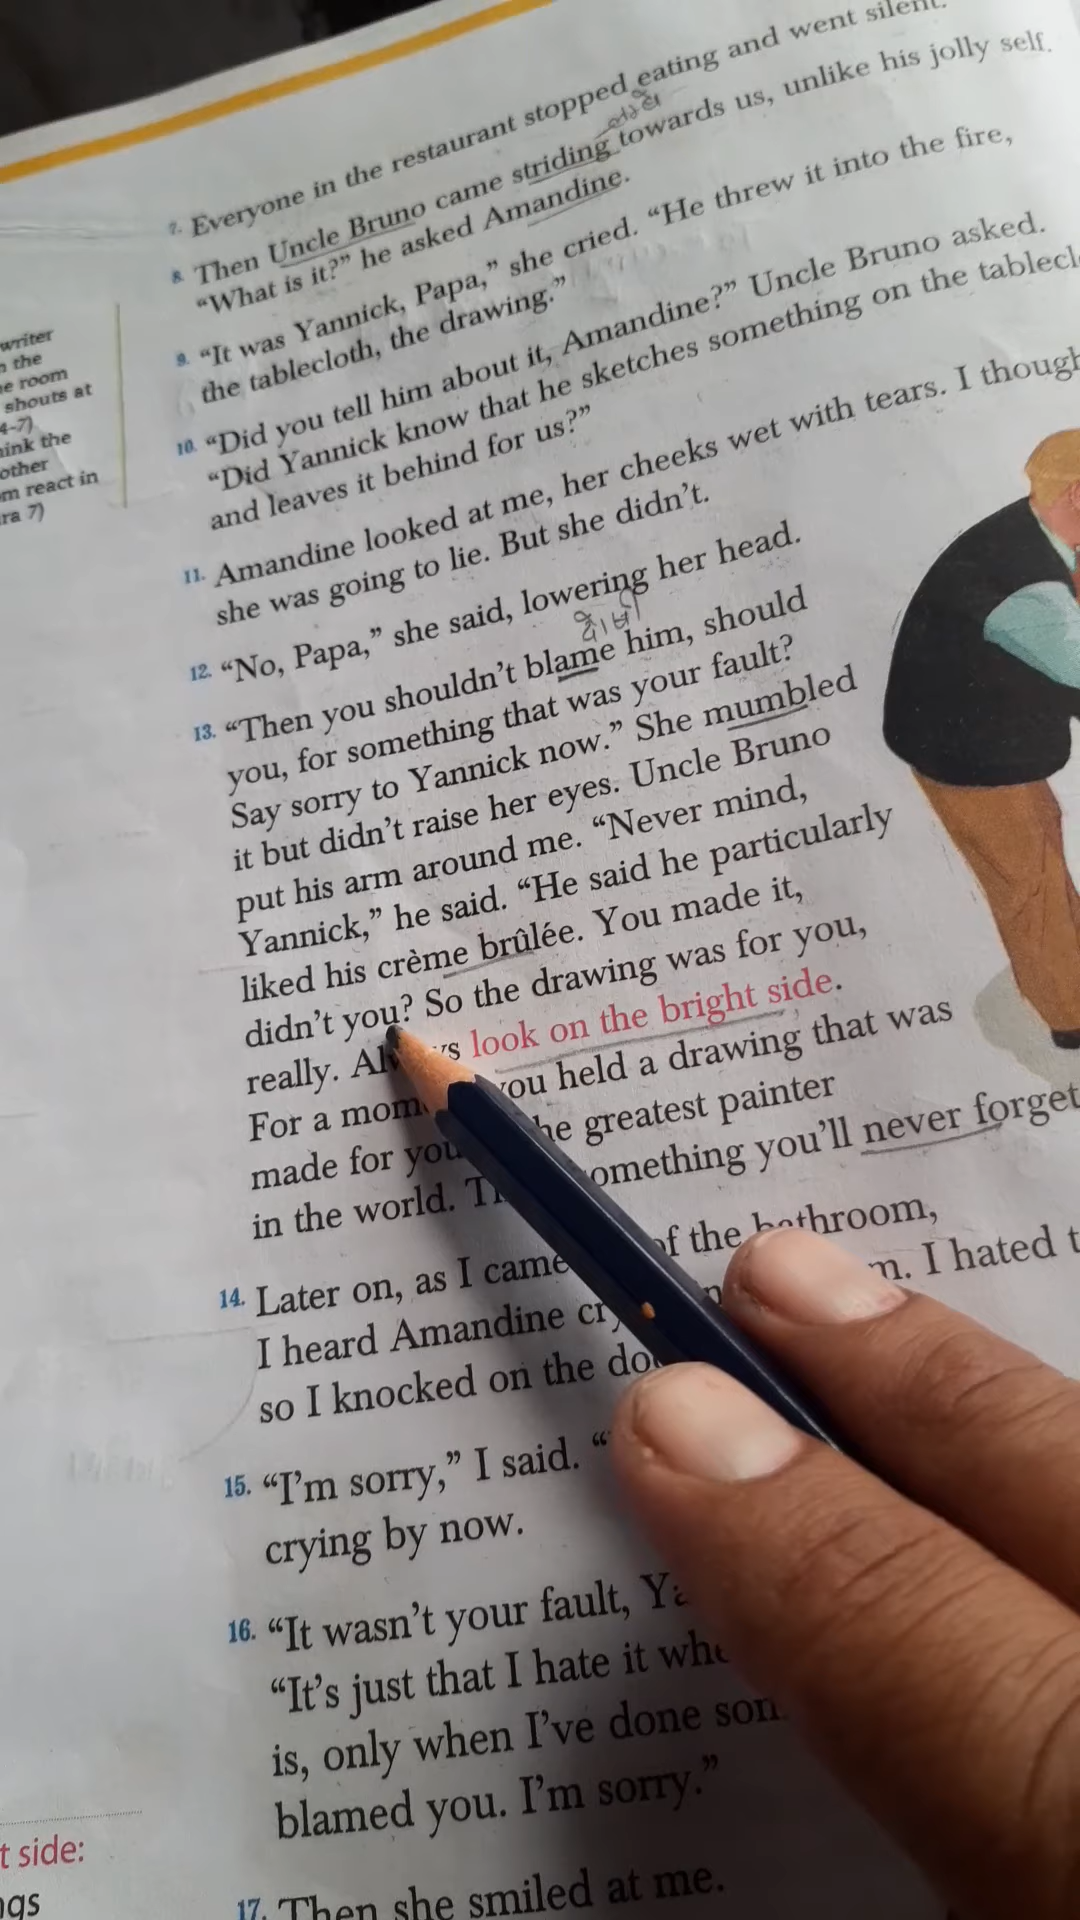 7. Everyone in the restaurant stopped eating and went silent.
8. Then Uncle Bruno came striding towards us, unlike his jolly self.
“What is it?” he asked Amandine.
9. “It was Yannick, Papa,” she cried. “He threw it into the fire,
the tablecloth, the drawing.”
10. “Did you tell him about it, Amandine?” Uncle Bruno asked.
“Did Yannick know that he sketches something on the tablecl
and leaves it behind for us?”
11. Amandine looked at me, her cheeks wet with tears. I though
she was going to lie. But she didn’t.
12. “No, Papa,” she said, lowering her head.
13. “Then you shouldn’t blame him, should
you, for something that was your fault?
Say sorry to Yannick now.” She mumbled
it but didn’t raise her eyes. Uncle Bruno
put his arm around me. “Never mind,
Yannick,” he said. “He said he particularly
liked his crème brûlée. You made it,
didn’t you? So the drawing was for you,
really. look on the bright side.
For a you held a drawing that was
made for greatest painter
in the world. something you’ll never forget
14. Later on, as I came of the bathroom,
I heard Amandine I hated t
so I knocked on the
15. “I’m sorry,” I said. “
crying by now.
16. “It wasn’t your fault,
“It’s just that I hate it
is, only when I’ve done
blamed you. I’m sorry.”
17. Then she smiled at me.
writer
the
room
shouts at
4-7)
the
other
react in
ra 7)
t side:
ngs